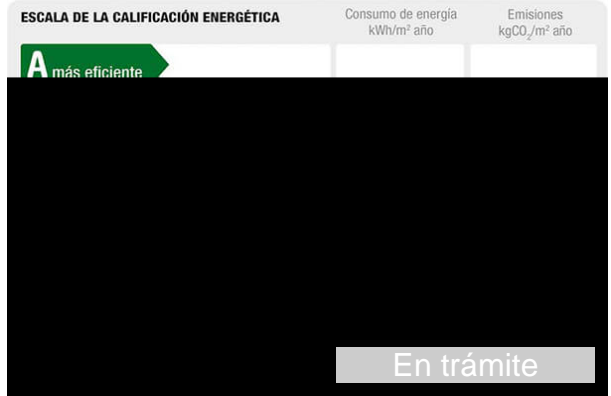 ESCALA DE LA CALIFICACIÓN ENERGÉTICA
Consumo de energía
kWh/m² año
Emisiones
kgCO₂/m² año
A más eficiente
En trámite